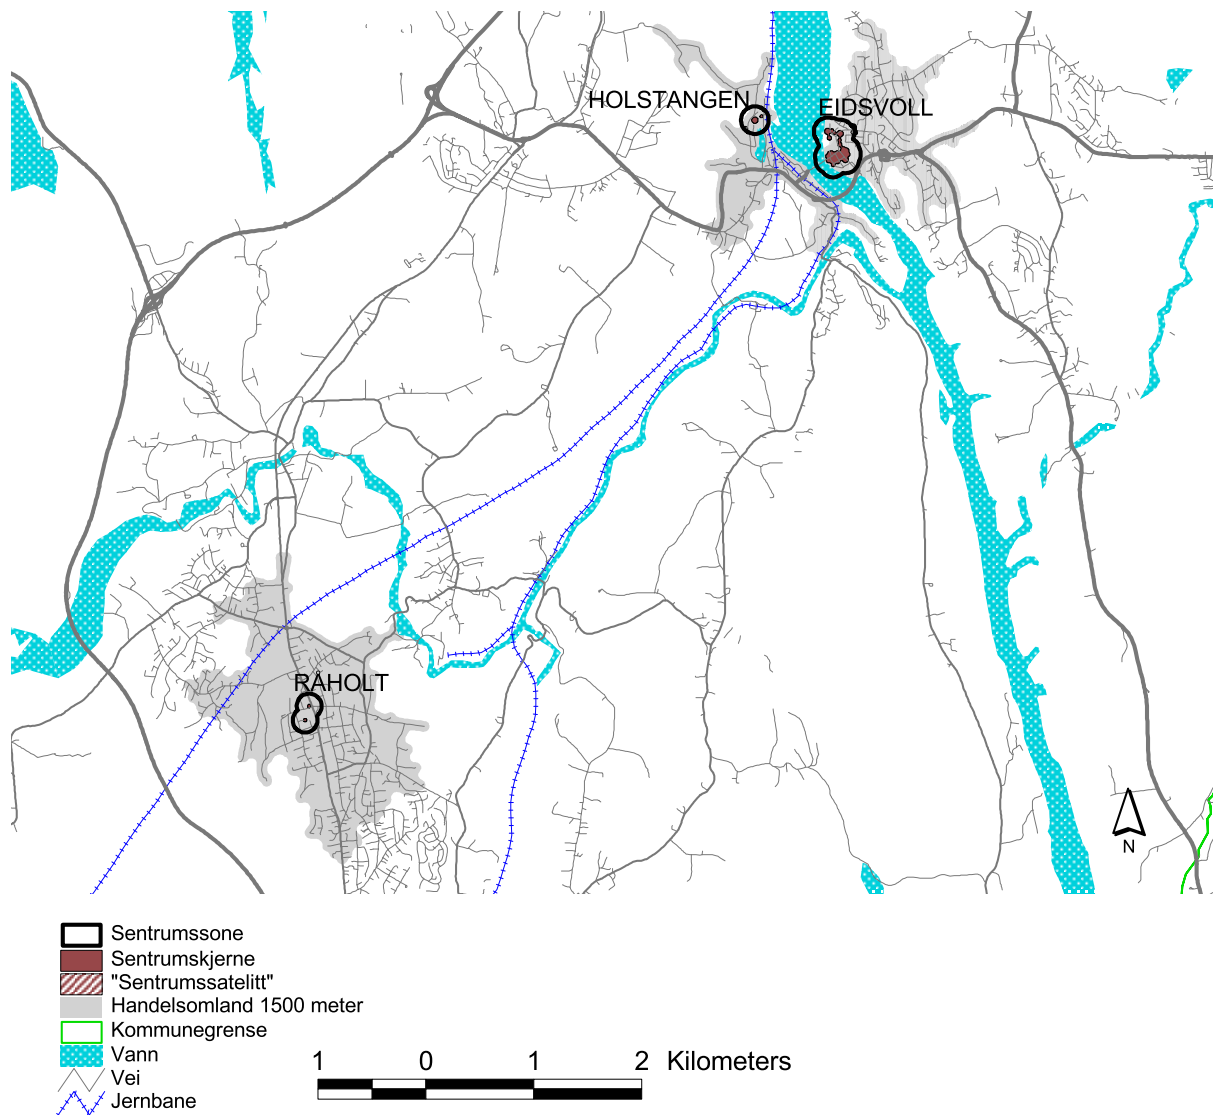 HOLSTANGEN
EIDSVOLL
RÅHOLT
N
Sentrumssone
Sentrumskjerne
"Sentrumssatelitt"
Handelsomland 1500 meter
Kommunegrense
Vann
Vei
Jernbane
1 0 1 2 Kilometers